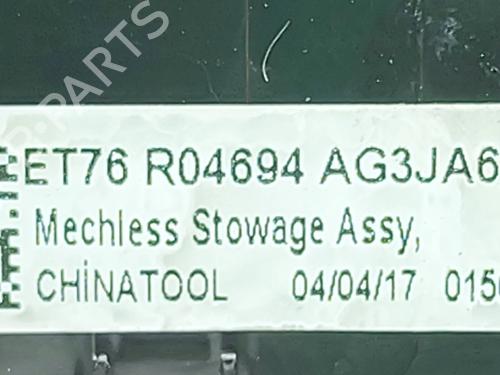 ET76 R04694 AG3JA6
Mechless Stowage Assy,
CHiNATOOL 04/04/17 015